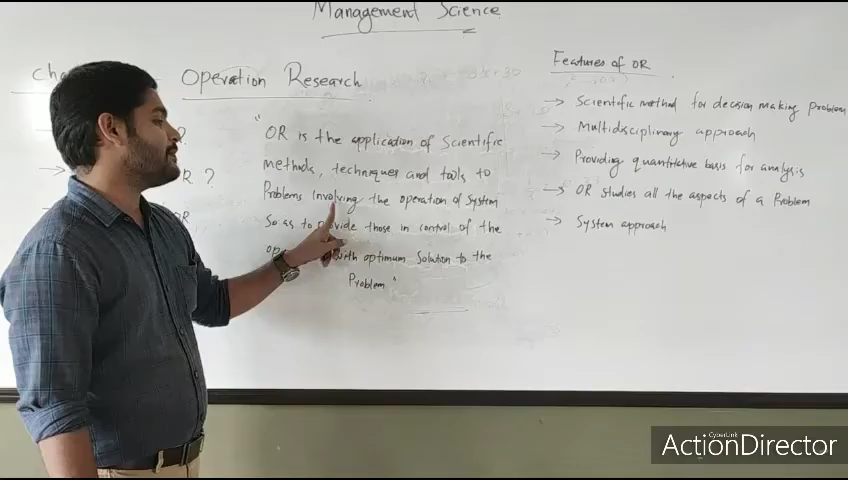 Management Science
Operation Research
"OR is the application of Scientific
methods, techniques and tools to
Problems involving the operation of System
So as to provide those in control of the
with optimum Solution to the
Problem"
Features of OR
→ Scientific method for decision making Problem
→ Multidisciplinary approach
→ Providing quantitative basis for analysis
→ OR studies all the aspects of a Problem
→ System approach
CyberLink
ActionDirector